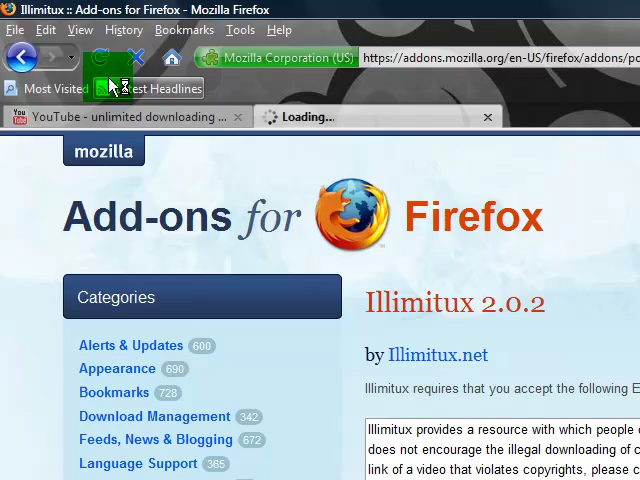 Illimitux :: Add-ons for Firefox - Mozilla Firefox
File Edit View History Bookmarks Tools Help
Mozilla Corporation (US) https://addons.mozilla.org/en-US/firefox/addons/po
Most Visited Headlines
You Tube YouTube - unlimited downloading ... Loading...
mozilla
Add-ons for Firefox
Categories
Illimitux 2.0.2
Alerts & Updates 600
by Illimitux.net
Appearance 690
Illimitux requires that you accept the following E
Bookmarks 728
Download Management 342
Illimitux provides a resource with which people
Feeds, News & Blogging 672
does not encourage the illegal downloading of c
Language Support 365
link of a video that violates copyrights, please c